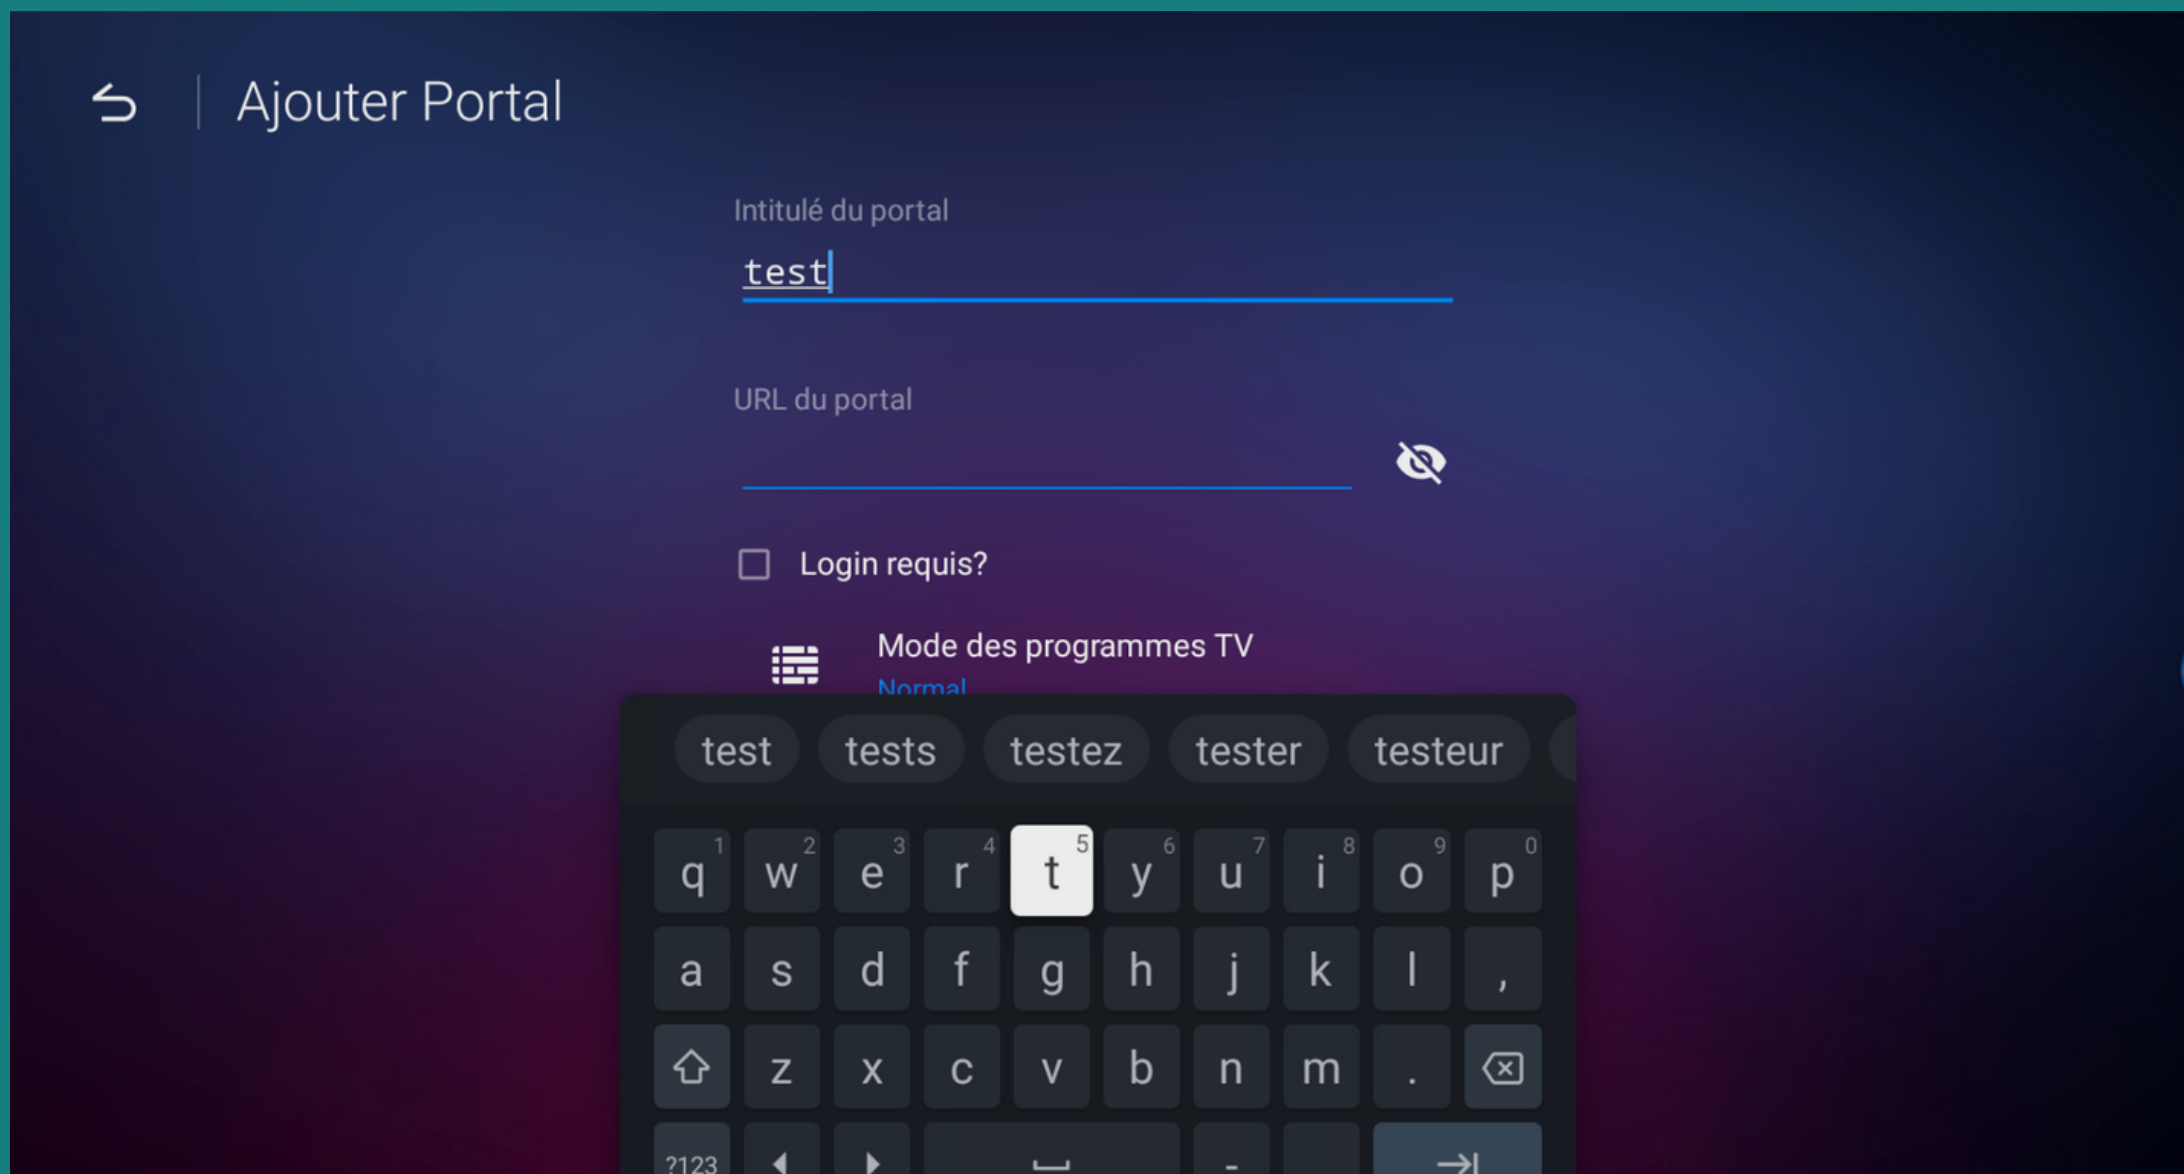 Ajouter Portal
Intitulé du portal
test
URL du portal
Login requis?
Mode des programmes TV
Normal
test tests testez tester testeur
q 1 w 2 e 3 r 4 t 5 y 6 u 7 i 8 o 9 p 0
a s d f g h j k l ,
z x c v b n m .
?123 -